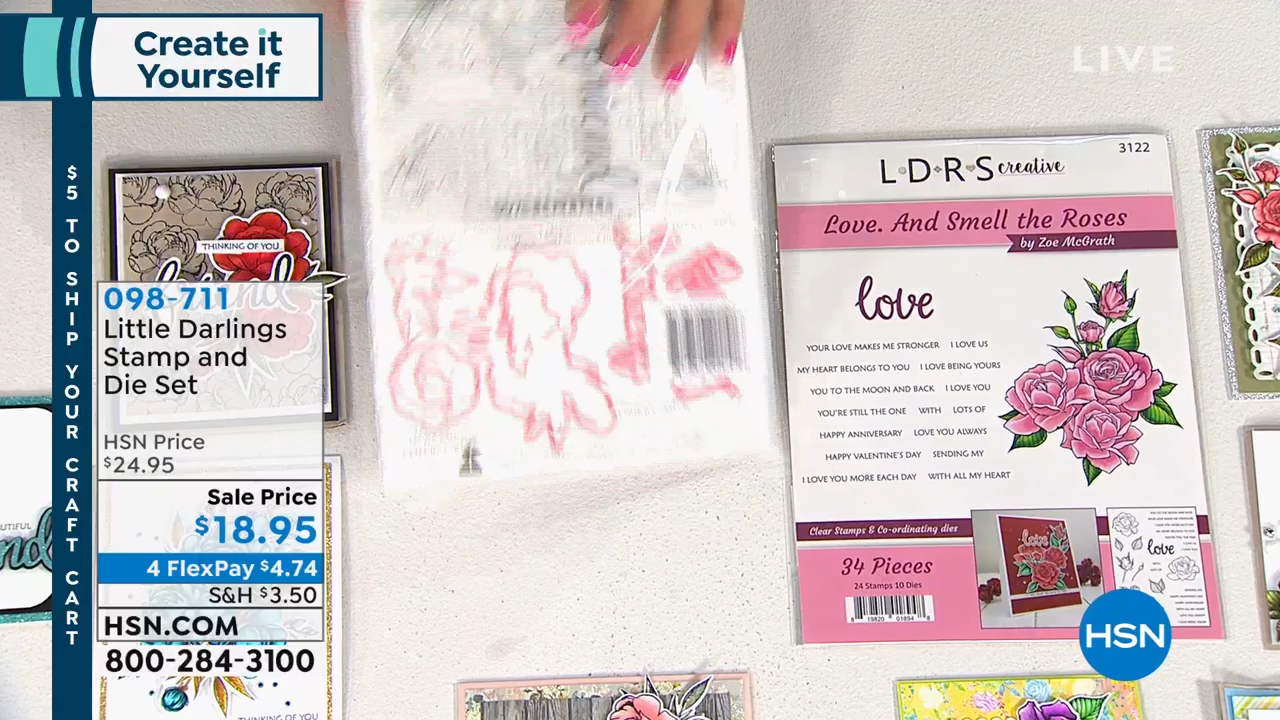 Create it
Yourself
LIVE
$5 TO SHIP YOUR CRAFT CART
THINKING OF YOU
098-711
Little Darlings
Stamp and
Die Set
HSN Price
$24.95
Sale Price
$18.95
4 FlexPay $4.74
S&H $3.50
HSN.COM
800-284-3100
THINKING OF YOU
3122
L·D·R·S creative
Love. And Smell the Roses
by Zoe McGrath
love
YOUR LOVE MAKES ME STRONGER I LOVE US
MY HEART BELONGS TO YOU I LOVE BEING YOURS
YOU TO THE MOON AND BACK I LOVE YOU
YOU'RE STILL THE ONE WITH LOTS OF
HAPPY ANNIVERSARY LOVE YOU ALWAYS
HAPPY VALENTINE'S DAY SENDING MY
I LOVE YOU MORE EACH DAY WITH ALL MY HEART
Clear Stamps & Co-ordinating dies
34 Pieces
24 Stamps 10 Dies
8 19820 01894 8
love
love
HSN